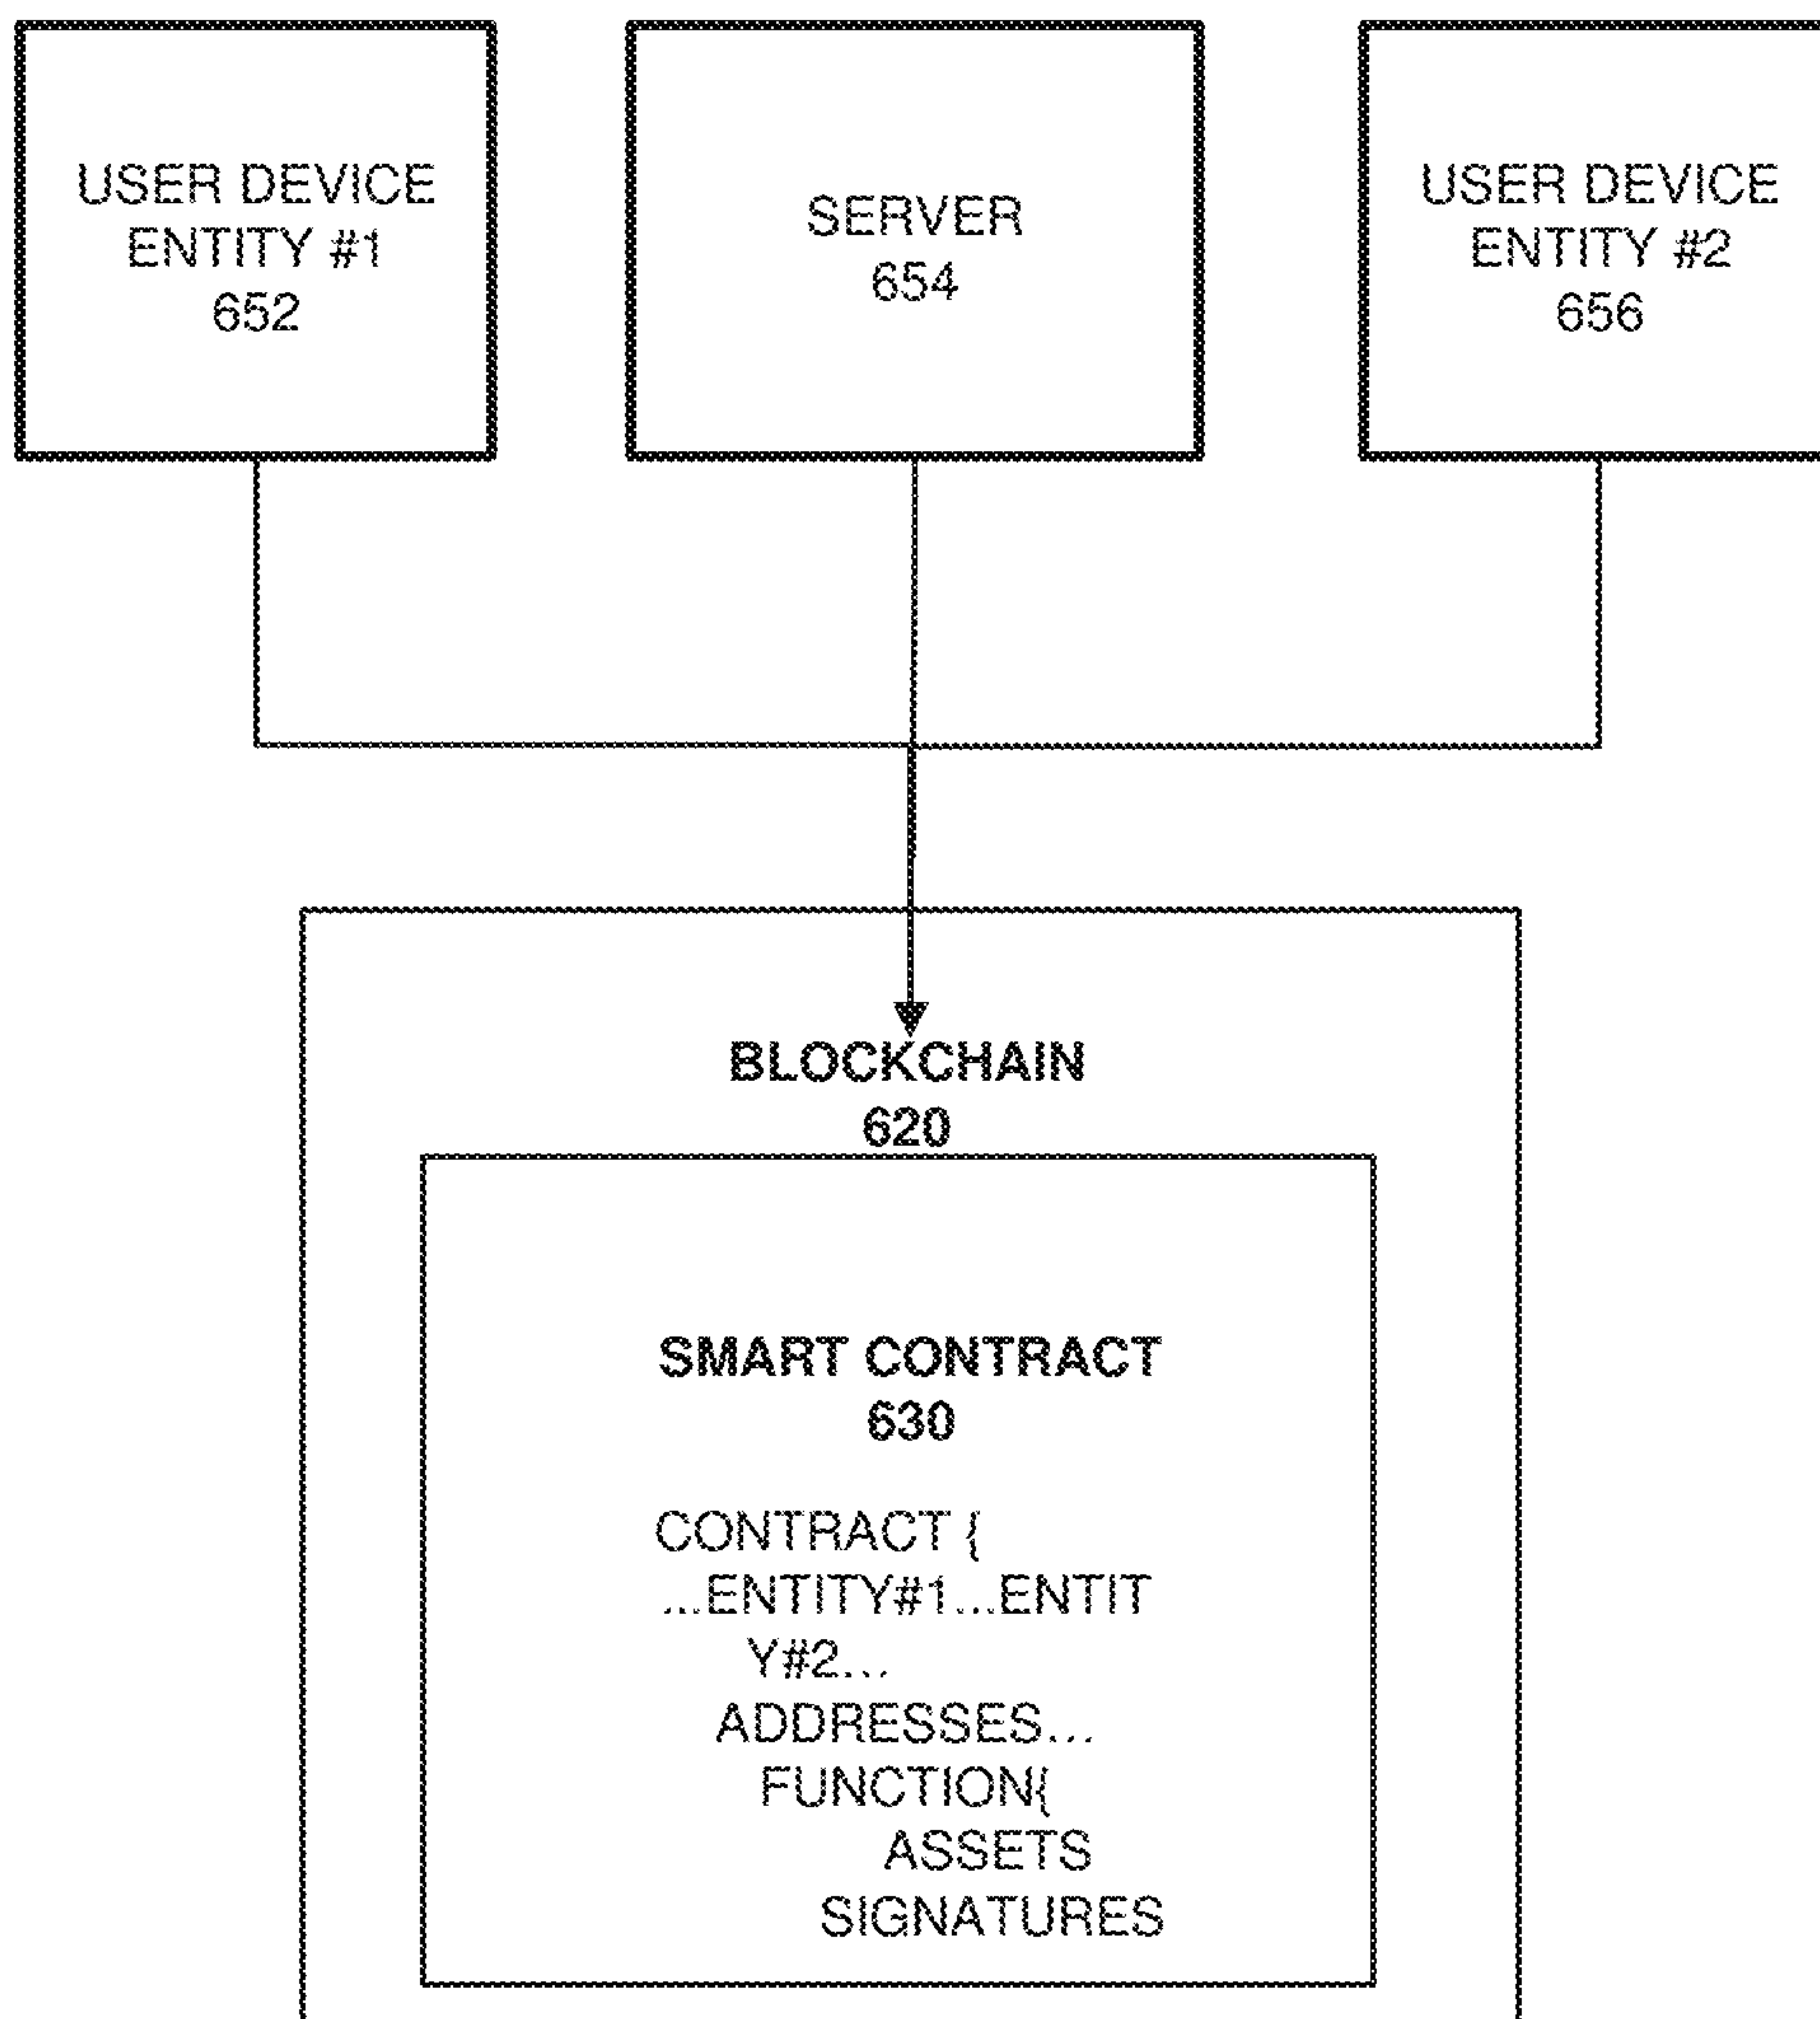 USER DEVICE
ENTITY #1
652
SERVER
654
USER DEVICE
ENTITY #2
656
BLOCKCHAIN
620
SMART CONTRACT
630
CONTRACT {
...ENTITY#1...ENTIT
Y#2...
ADDRESSES...
FUNCTION{
ASSETS
SIGNATURES